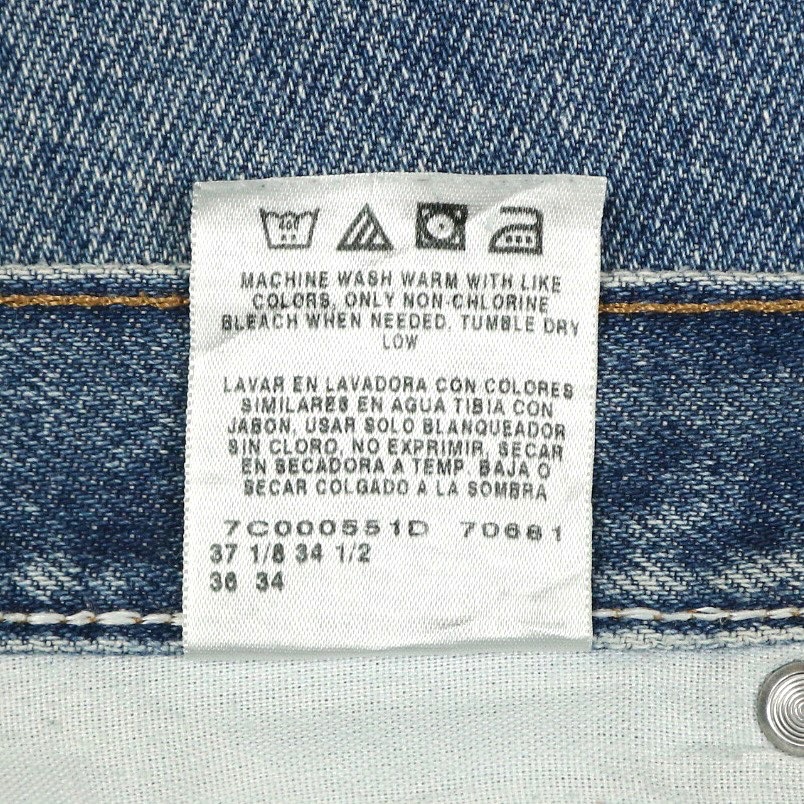 40
MACHINE WASH WARM WITH LIKE
COLORS, ONLY NON-CHLORINE
BLEACH WHEN NEEDED, TUMBLE DRY
LOW
LAVAR EN LAVADORA CON COLORES
SIMILARES EN AGUA TIBIA CON
JABON, USAR SOLO BLANQUEADOR
SIN CLORO, NO EXPRIMIR, SECAR
EN SECADORA A TEMP. BAJA O
SECAR COLGADO A LA SOMBRA
7C000551D 70681
37 1/8 34 1/2
36 34